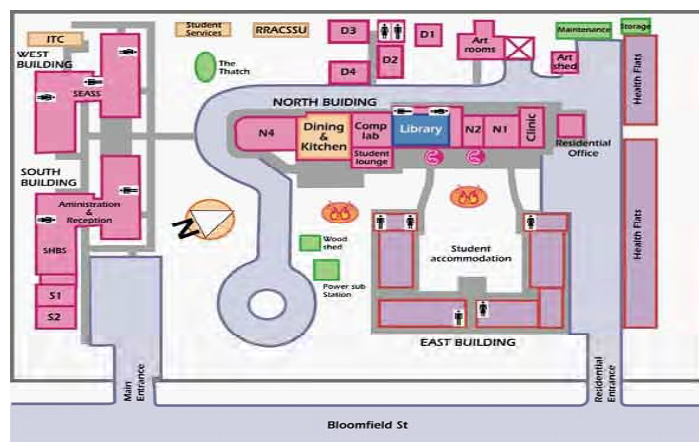 ITC
WEST
BUILDING
SEASS
SOUTH
BUILDING
Aministration
&
Reception
SHBS
S1
S2
Main
Entrance
Student
Services
RRACSSU
The
Thatch
D3
D4
D2
D1
Art
rooms
Art
shed
Maintenance
Storage
Health Flats
NORTH BUIDING
N4
Dining
&
Kitchen
Comp
lab
Student
lounge
Library
N2
N1
Clinic
Residential
Office
N
Wood
shed
Power sub
Station
Student
accommodation
EAST BUILDING
Health Flats
Residential
Entrance
Bloomfield St